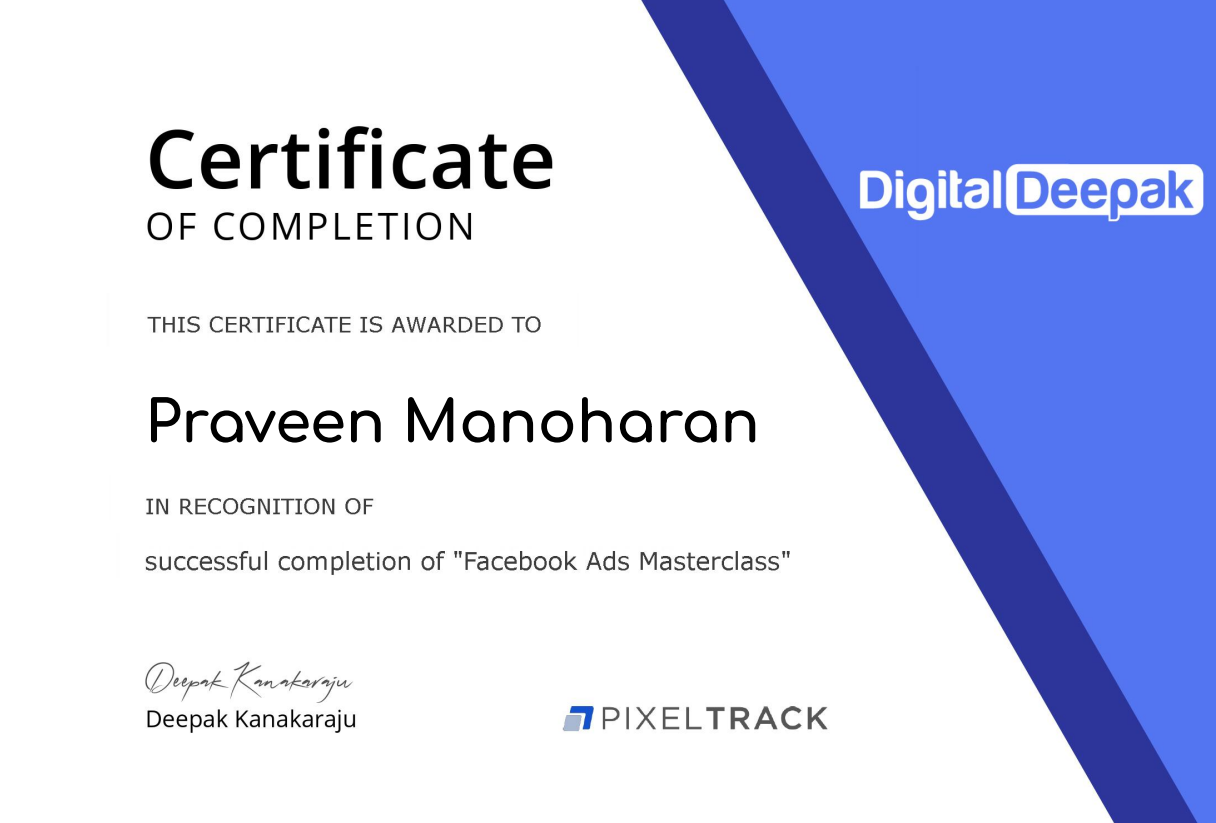 Certificate
OF COMPLETION
DigitalDeepak
THIS CERTIFICATE IS AWARDED TO
Praveen Manoharan
IN RECOGNITION OF
successful completion of "Facebook Ads Masterclass"
Deepak Kanakaraju
Deepak Kanakaraju
PIXELTRACK